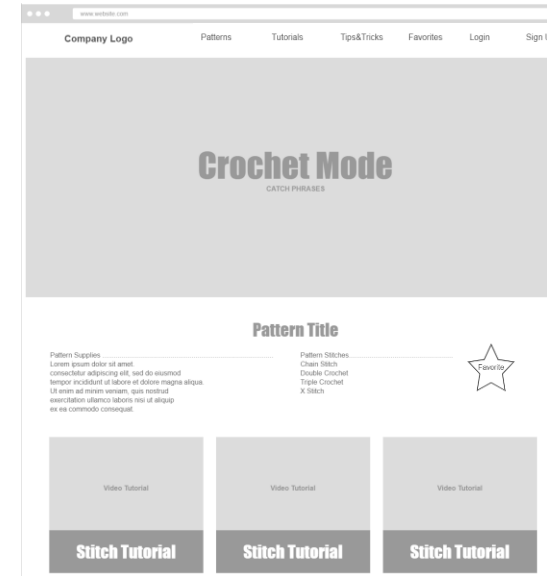 www.website.com
Company Logo Patterns Tutorials Tips&Tricks Favorites Login Sign
Crochet Mode
CATCH PHRASES
Pattern Title
Pattern Supplies
Lorem ipsum dolor sit amet
consectetur adipiscing elit, sed do eiusmod
tempor incididunt ut labore et dolore magna aliqua.
Ut enim ad minim veniam, quis nostrud
exercitation ullamco laboris nisi ut aliquip
ex ea commodo consequat.
Pattern Stitches
Chain Stitch
Double Crochet
Triple Crochet
X Stitch
Favorite
Video Tutorial Video Tutorial Video Tutorial
Stitch Tutorial Stitch Tutorial Stitch Tutorial